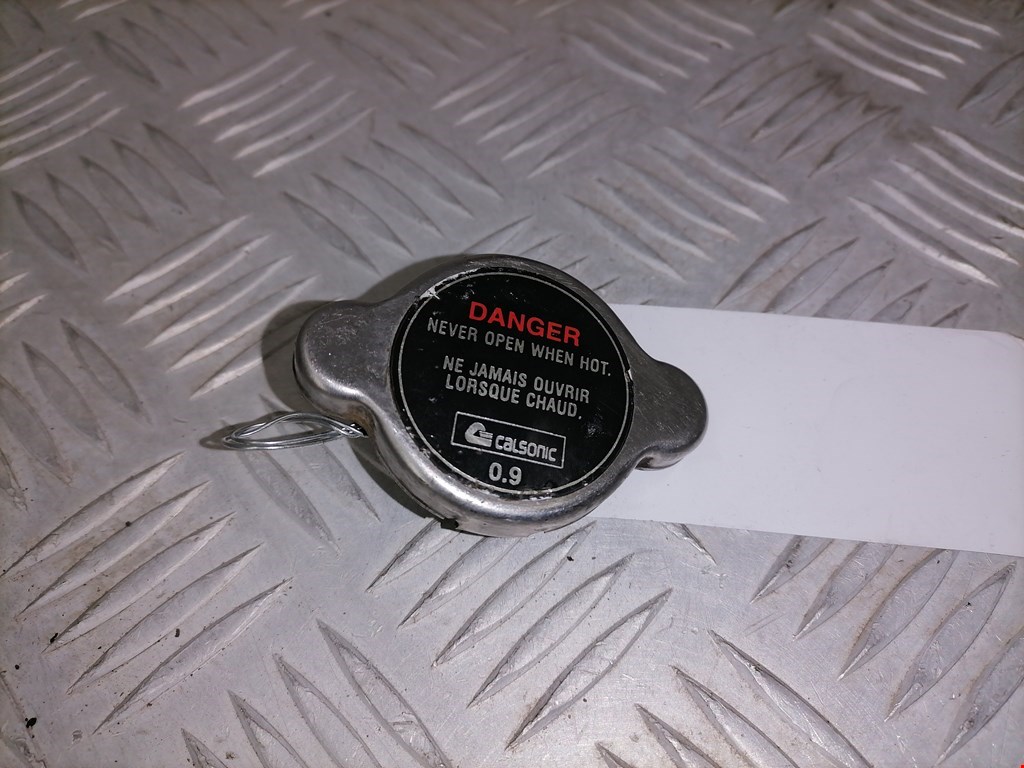 DANGER
NEVER OPEN WHEN HOT.
NE JAMAIS OUVRIR
LORSQUE CHAUD.
CALSONIC
0.9